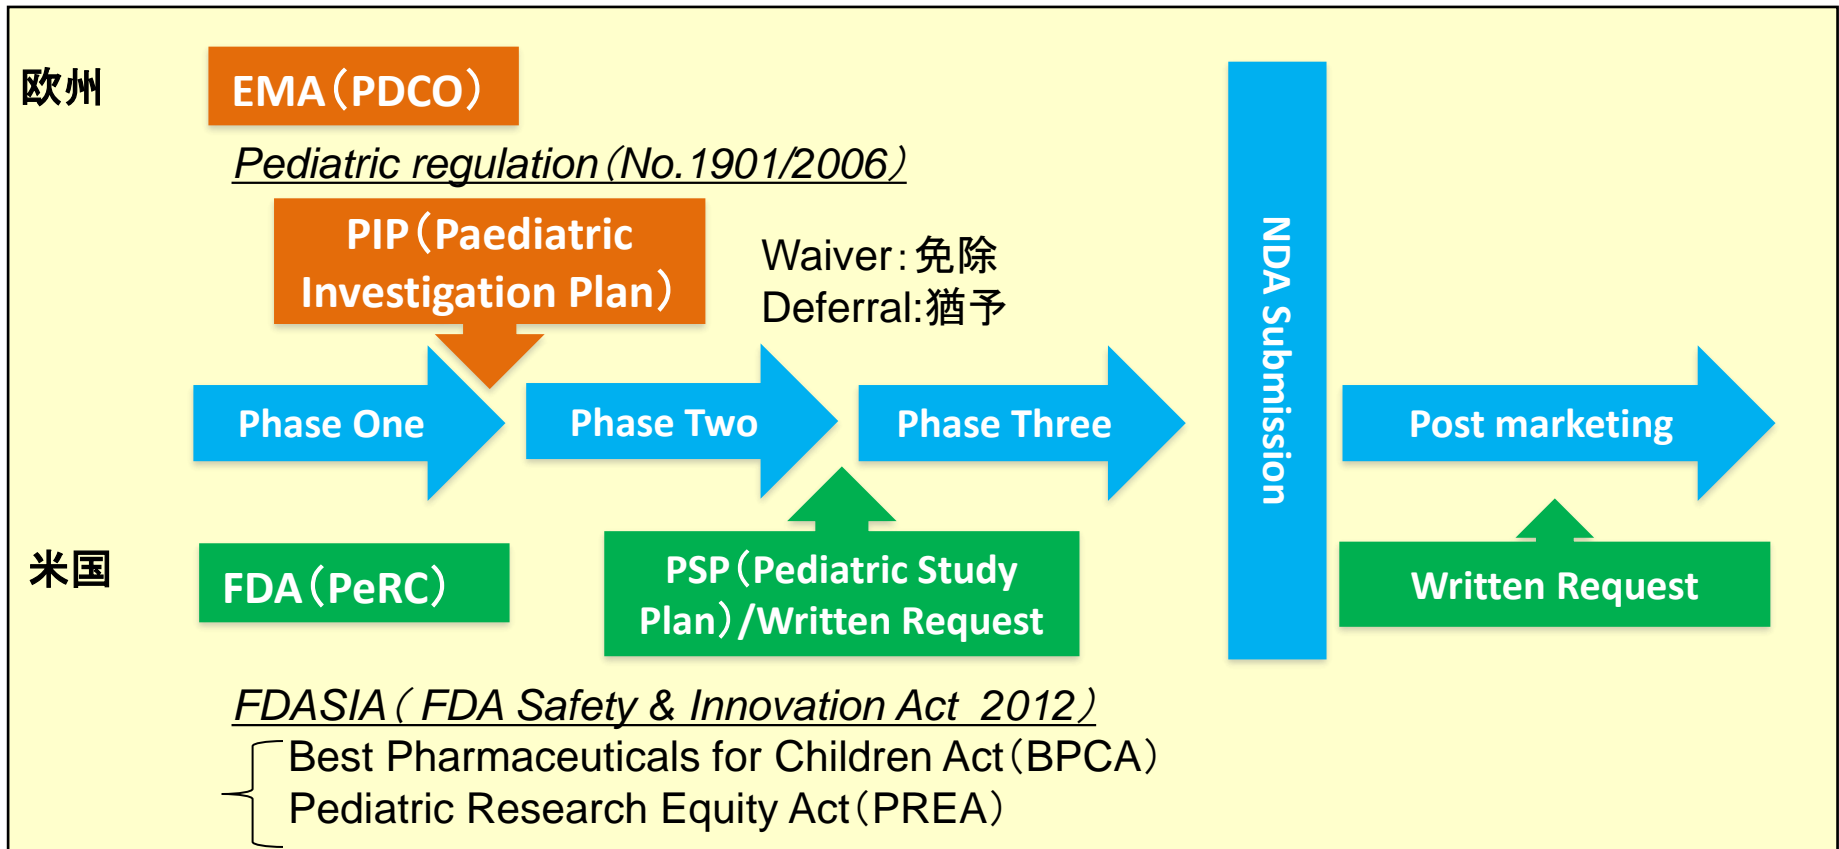 欧州
EMA（PDCO）
Pediatric regulation（No.1901/2006）
PIP（Paediatric
Investigation Plan）
Waiver：免除
Deferral:猶予
Phase One
Phase Two
Phase Three
NDA Submission
Post marketing
米国
FDA（PeRC）
PSP（Pediatric Study
Plan）/Written Request
Written Request
FDASIA（ FDA Safety & Innovation Act 2012）
Best Pharmaceuticals for Children Act（BPCA）
Pediatric Research Equity Act（PREA）